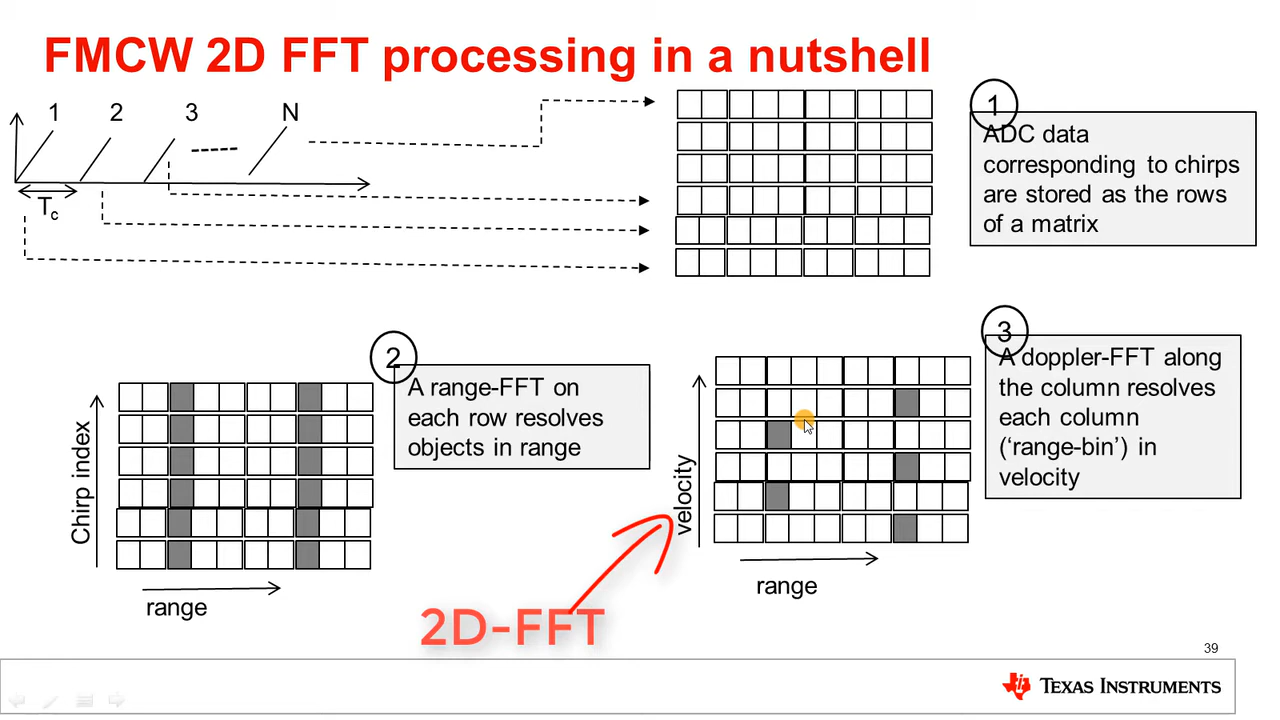 FMCW 2D FFT processing in a nutshell
1 2 3 N
Tc
1
ADC data
corresponding to chirps
are stored as the rows
of a matrix
2
A range-FFT on
each row resolves
objects in range
Chirp index
range
3
A doppler-FFT along
the column resolves
each column
(‘range-bin’) in
velocity
velocity
range
2D-FFT
39
TEXAS INSTRUMENTS